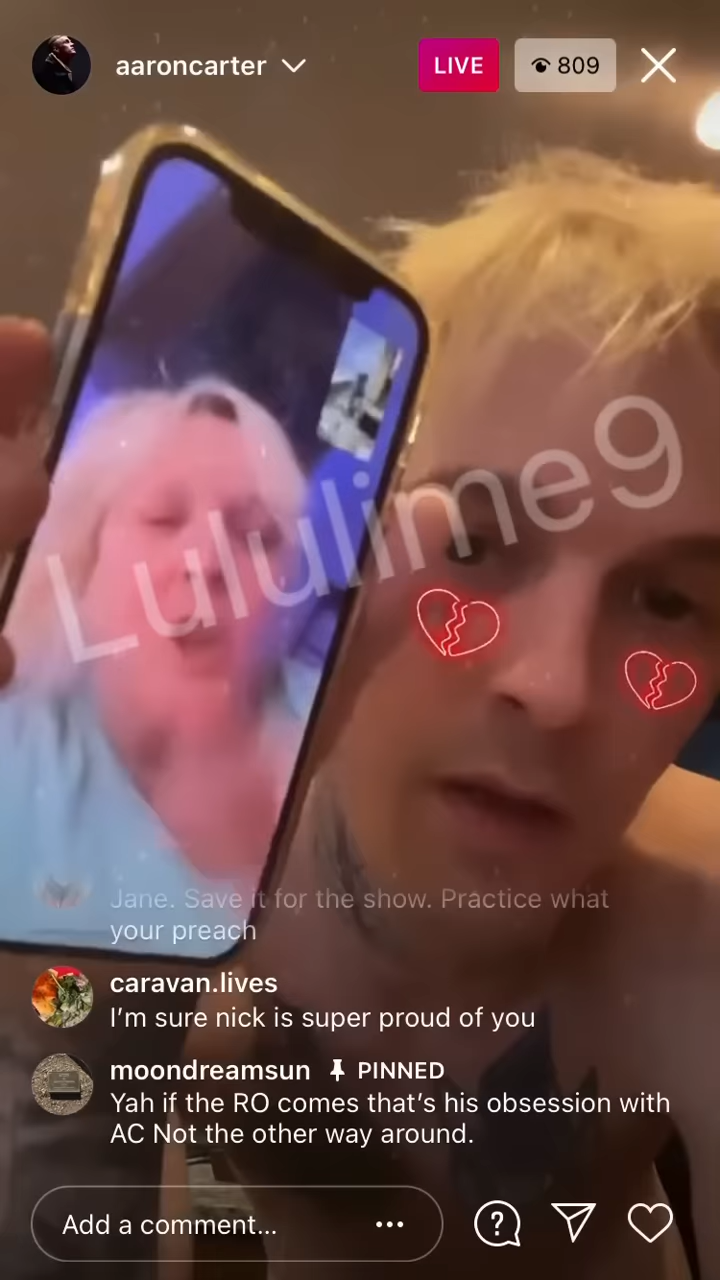 aaroncarter
LIVE
809
Lululime9
Jane. Save it for the show. Practice what
your preach
caravan.lives
I'm sure nick is super proud of you
moondreamsun PINNED
Yah if the RO comes that's his obsession with
AC Not the other way around.
Add a comment...